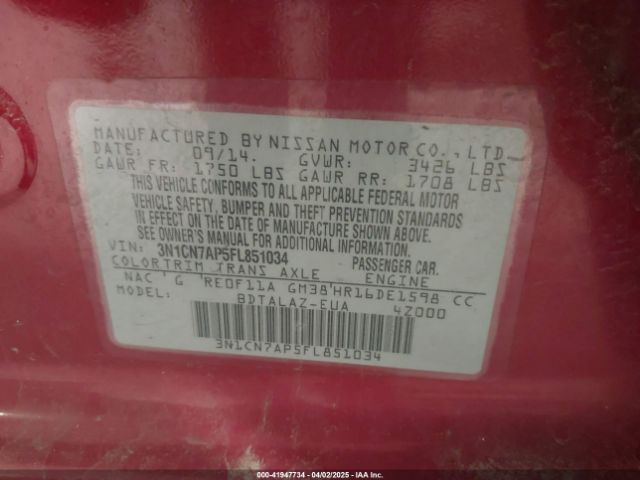 MANUFACTURED BY NISSAN MOTOR CO., LTD.
DATE: 09/14. GVWR: 3426 LBS
GAWR FR: 1750 LBS GAWR RR: 1708 LBS
THIS VEHICLE CONFORMS TO ALL APPLICABLE FEDERAL MOTOR
VEHICLE SAFETY, BUMPER AND THEFT PREVENTION STANDARDS
IN EFFECT ON THE DATE OF MANUFACTURE SHOWN ABOVE.
SEE OWNER'S MANUAL FOR ADDITIONAL INFORMATION.
VIN: 3N1CN7AP5FL851034 PASSENGER CAR.
COLOR TRIM TRANS AXLE ENGINE
NAC G RE0F11A GM38 HR16DE1598 CC
MODEL: BDTALAZ-EUA 4Z000
3N1CN7AP5FL851034
000-41947734 - 04/02/2025 - IAA Inc.